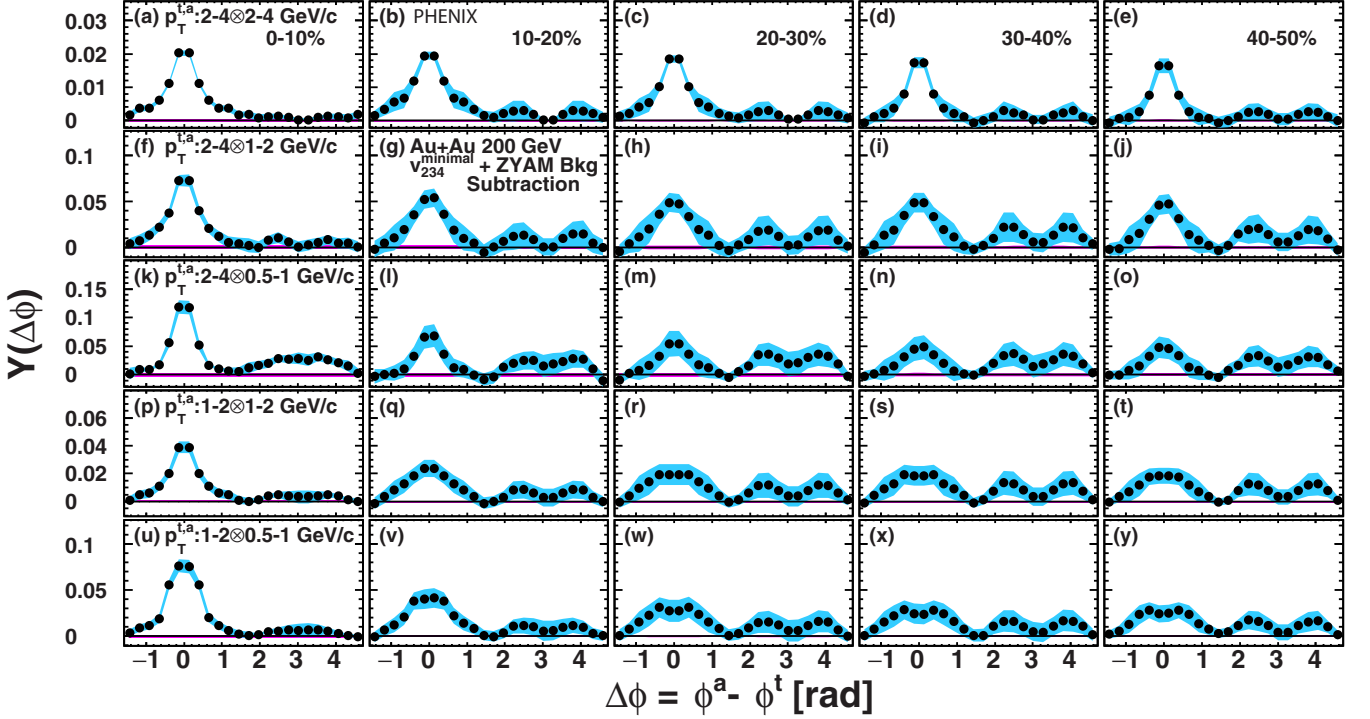 (a) p_T^{t,a}:2-4⊗2-4 GeV/c
0-10%
(b) PHENIX
10-20%
(c)
20-30%
(d)
30-40%
(e)
40-50%
0.03
0.02
0.01
0
(f) p_T^{t,a}:2-4⊗1-2 GeV/c
(g) Au+Au 200 GeV
v_{234}^{minimal} + ZYAM Bkg
Subtraction
(h)
(i)
(j)
0.1
0.05
0
(k) p_T^{t,a}:2-4⊗0.5-1 GeV/c
(l)
(m)
(n)
(o)
0.15
0.1
0.05
0
(p) p_T^{t,a}:1-2⊗1-2 GeV/c
(q)
(r)
(s)
(t)
0.06
0.04
0.02
0
(u) p_T^{t,a}:1-2⊗0.5-1 GeV/c
(v)
(w)
(x)
(y)
0.1
0.05
0
−1 0 1 2 3 4
−1 0 1 2 3 4
−1 0 1 2 3 4
−1 0 1 2 3 4
−1 0 1 2 3 4
Y(Δϕ)
Δϕ = ϕ^a - ϕ^t [rad]